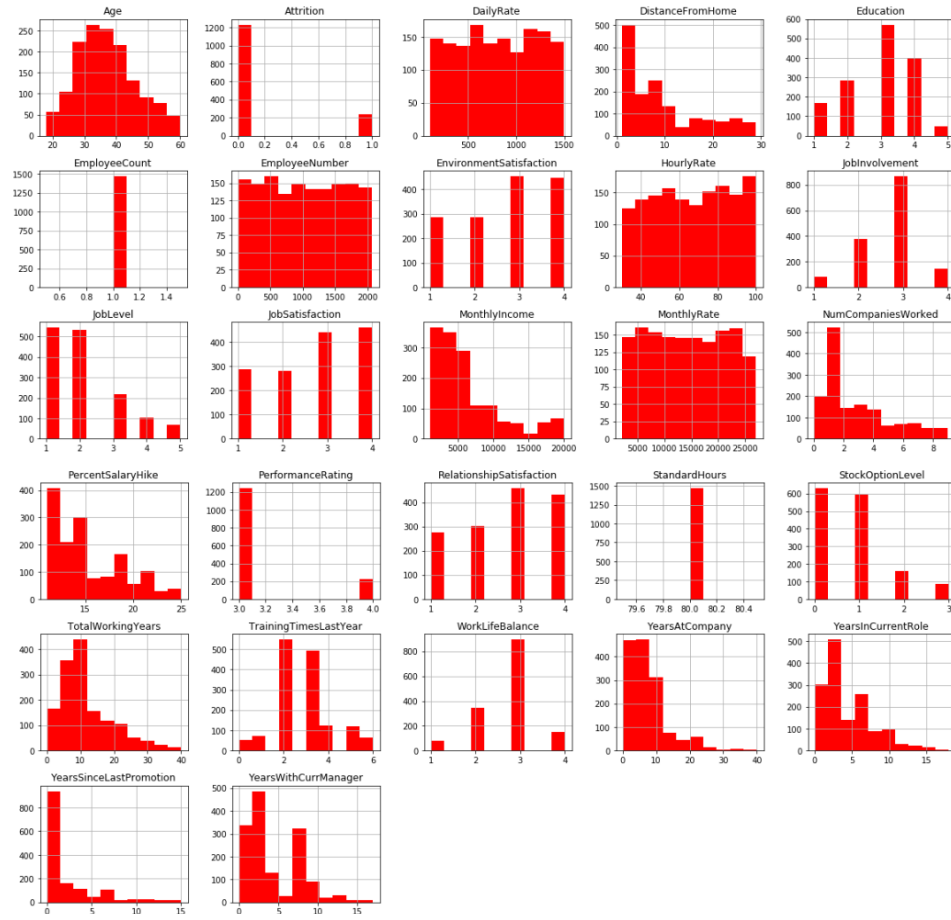 Age Attrition DailyRate DistanceFromHome Education
250 200 150 100 50 0
20 30 40 50 60
1200 1000 800 600 400 200 0
0.0 0.2 0.4 0.6 0.8 1.0
150 100 50 0
500 1000 1500
500 400 300 200 100 0
0 10 20 30
600 500 400 300 200 100 0
1 2 3 4 5
EmployeeCount EmployeeNumber EnvironmentSatisfaction HourlyRate JobInvolvement
1500 1250 1000 750 500 250 0
0.6 0.8 1.0 1.2 1.4
150 125 100 75 50 25 0
0 500 1000 1500 2000
400 300 200 100 0
1 2 3 4
150 100 50 0
40 60 80 100
800 600 400 200 0
1 2 3 4
JobLevel JobSatisfaction MonthlyIncome MonthlyRate NumCompaniesWorked
500 400 300 200 100 0
1 2 3 4 5
400 300 200 100 0
1 2 3 4
300 200 100 0
5000 10000 15000 20000
150 125 100 75 50 25 0
5000 10000 15000 20000 25000
500 400 300 200 100 0
0 2 4 6 8
PercentSalaryHike PerformanceRating RelationshipSatisfaction StandardHours StockOptionLevel
400 300 200 100 0
15 20 25
1200 1000 800 600 400 200 0
3.0 3.2 3.4 3.6 3.8 4.0
400 300 200 100 0
1 2 3 4
1500 1250 1000 750 500 250 0
79.6 79.8 80.0 80.2 80.4
600 500 400 300 200 100 0
0 1 2 3
TotalWorkingYears TrainingTimesLastYear WorkLifeBalance YearsAtCompany YearsInCurrentRole
400 300 200 100 0
0 10 20 30 40
500 400 300 200 100 0
0 2 4 6
800 600 400 200 0
1 2 3 4
400 300 200 100 0
0 10 20 30 40
500 400 300 200 100 0
0 5 10 15
YearsSinceLastPromotion YearsWithCurrManager
800 600 400 200 0
0 5 10 15
500 400 300 200 100 0
0 5 10 15